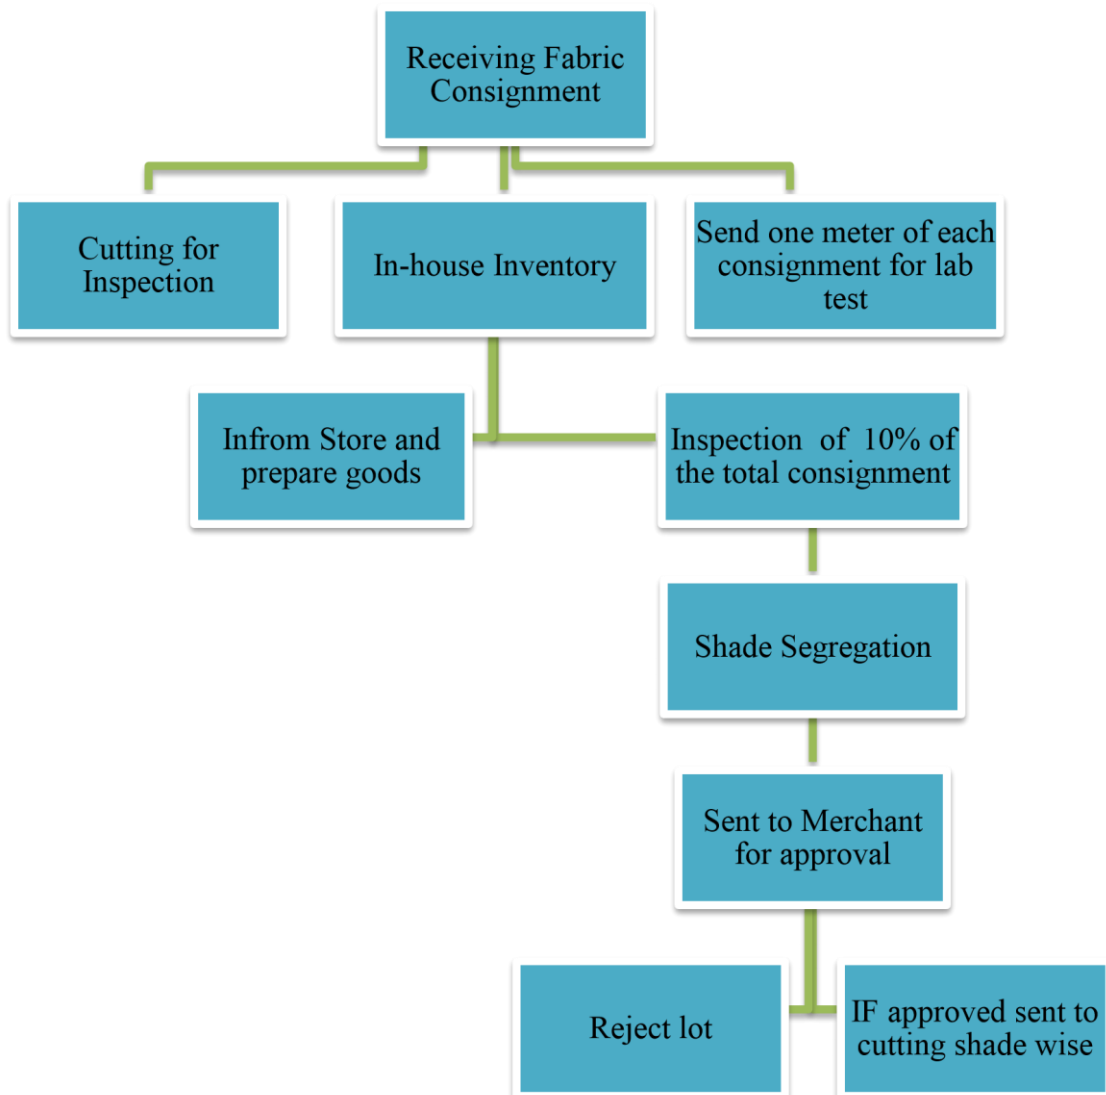 Receiving Fabric
Consignment
Cutting for
Inspection
In-house Inventory
Send one meter of each
consignment for lab
test
Infrom Store and
prepare goods
Inspection of 10% of
the total consignment
Shade Segregation
Sent to Merchant
for approval
Reject lot
IF approved sent to
cutting shade wise